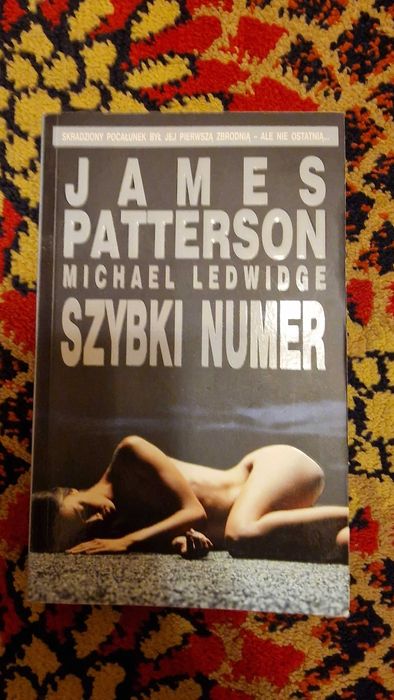 SKRADZIONY POCAŁUNEK BYŁ JEJ PIERWSZĄ ZBRODNIĄ – ALE NIE OSTATNIĄ...
JAMES
PATTERSON
MICHAEL LEDWIDGE
SZYBKI NUMER